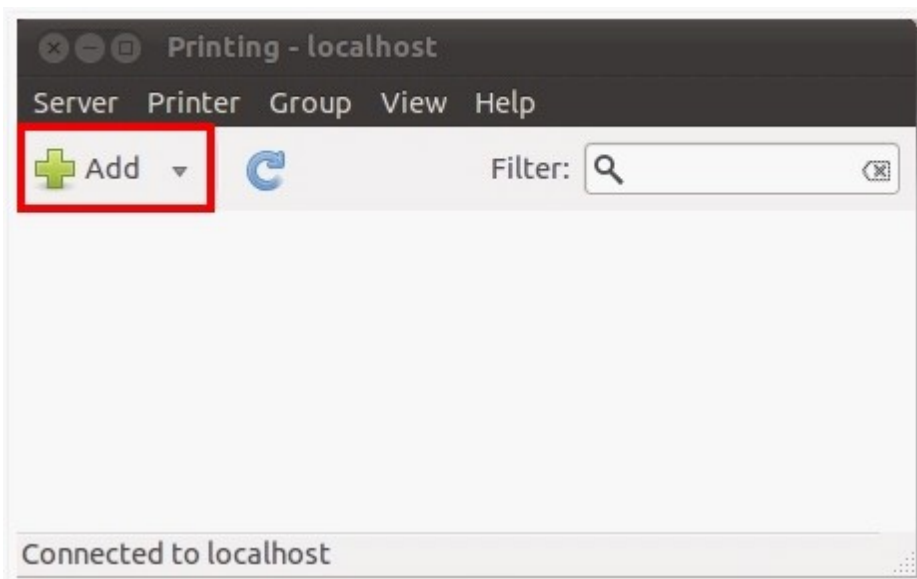 Printing - localhost
Server Printer Group View Help
Add Filter:
Connected to localhost